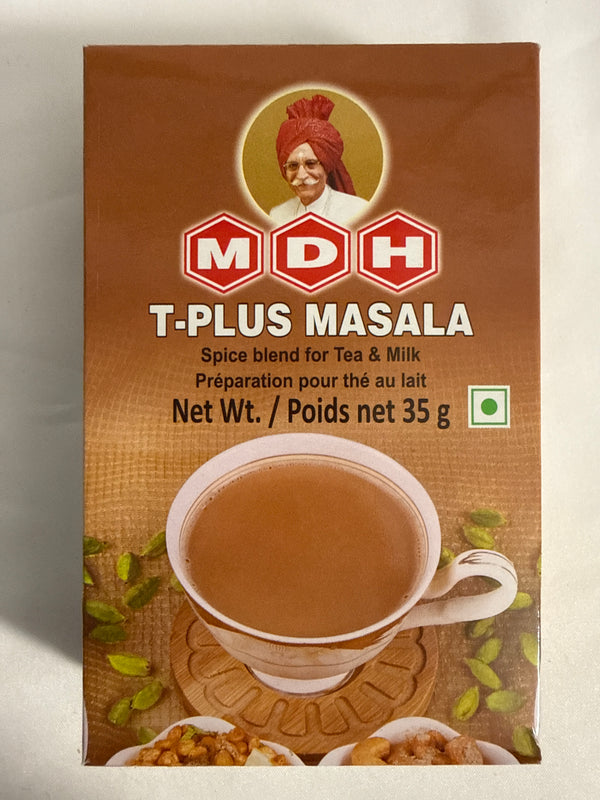 MDH
T-PLUS MASALA
Spice blend for Tea & Milk
Préparation pour thé au lait
Net Wt. / Poids net 35 g